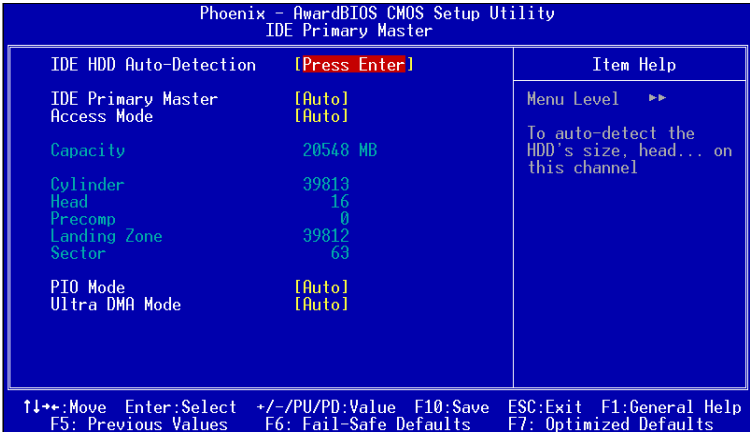 Phoenix - AwardBIOS CMOS Setup Utility
IDE Primary Master
IDE HDD Auto-Detection [Press Enter]
IDE Primary Master [Auto]
Access Mode [Auto]
Capacity 20548 MB
Cylinder 39813
Head 16
Precomp 0
Landing Zone 39812
Sector 63
PIO Mode [Auto]
Ultra DMA Mode [Auto]
Item Help
Menu Level ►►
To auto-detect the
HDD's size, head... on
this channel
↑↓→←:Move Enter:Select +/-/PU/PD:Value F10:Save ESC:Exit F1:General Help
F5: Previous Values F6: Fail-Safe Defaults F7: Optimized Defaults